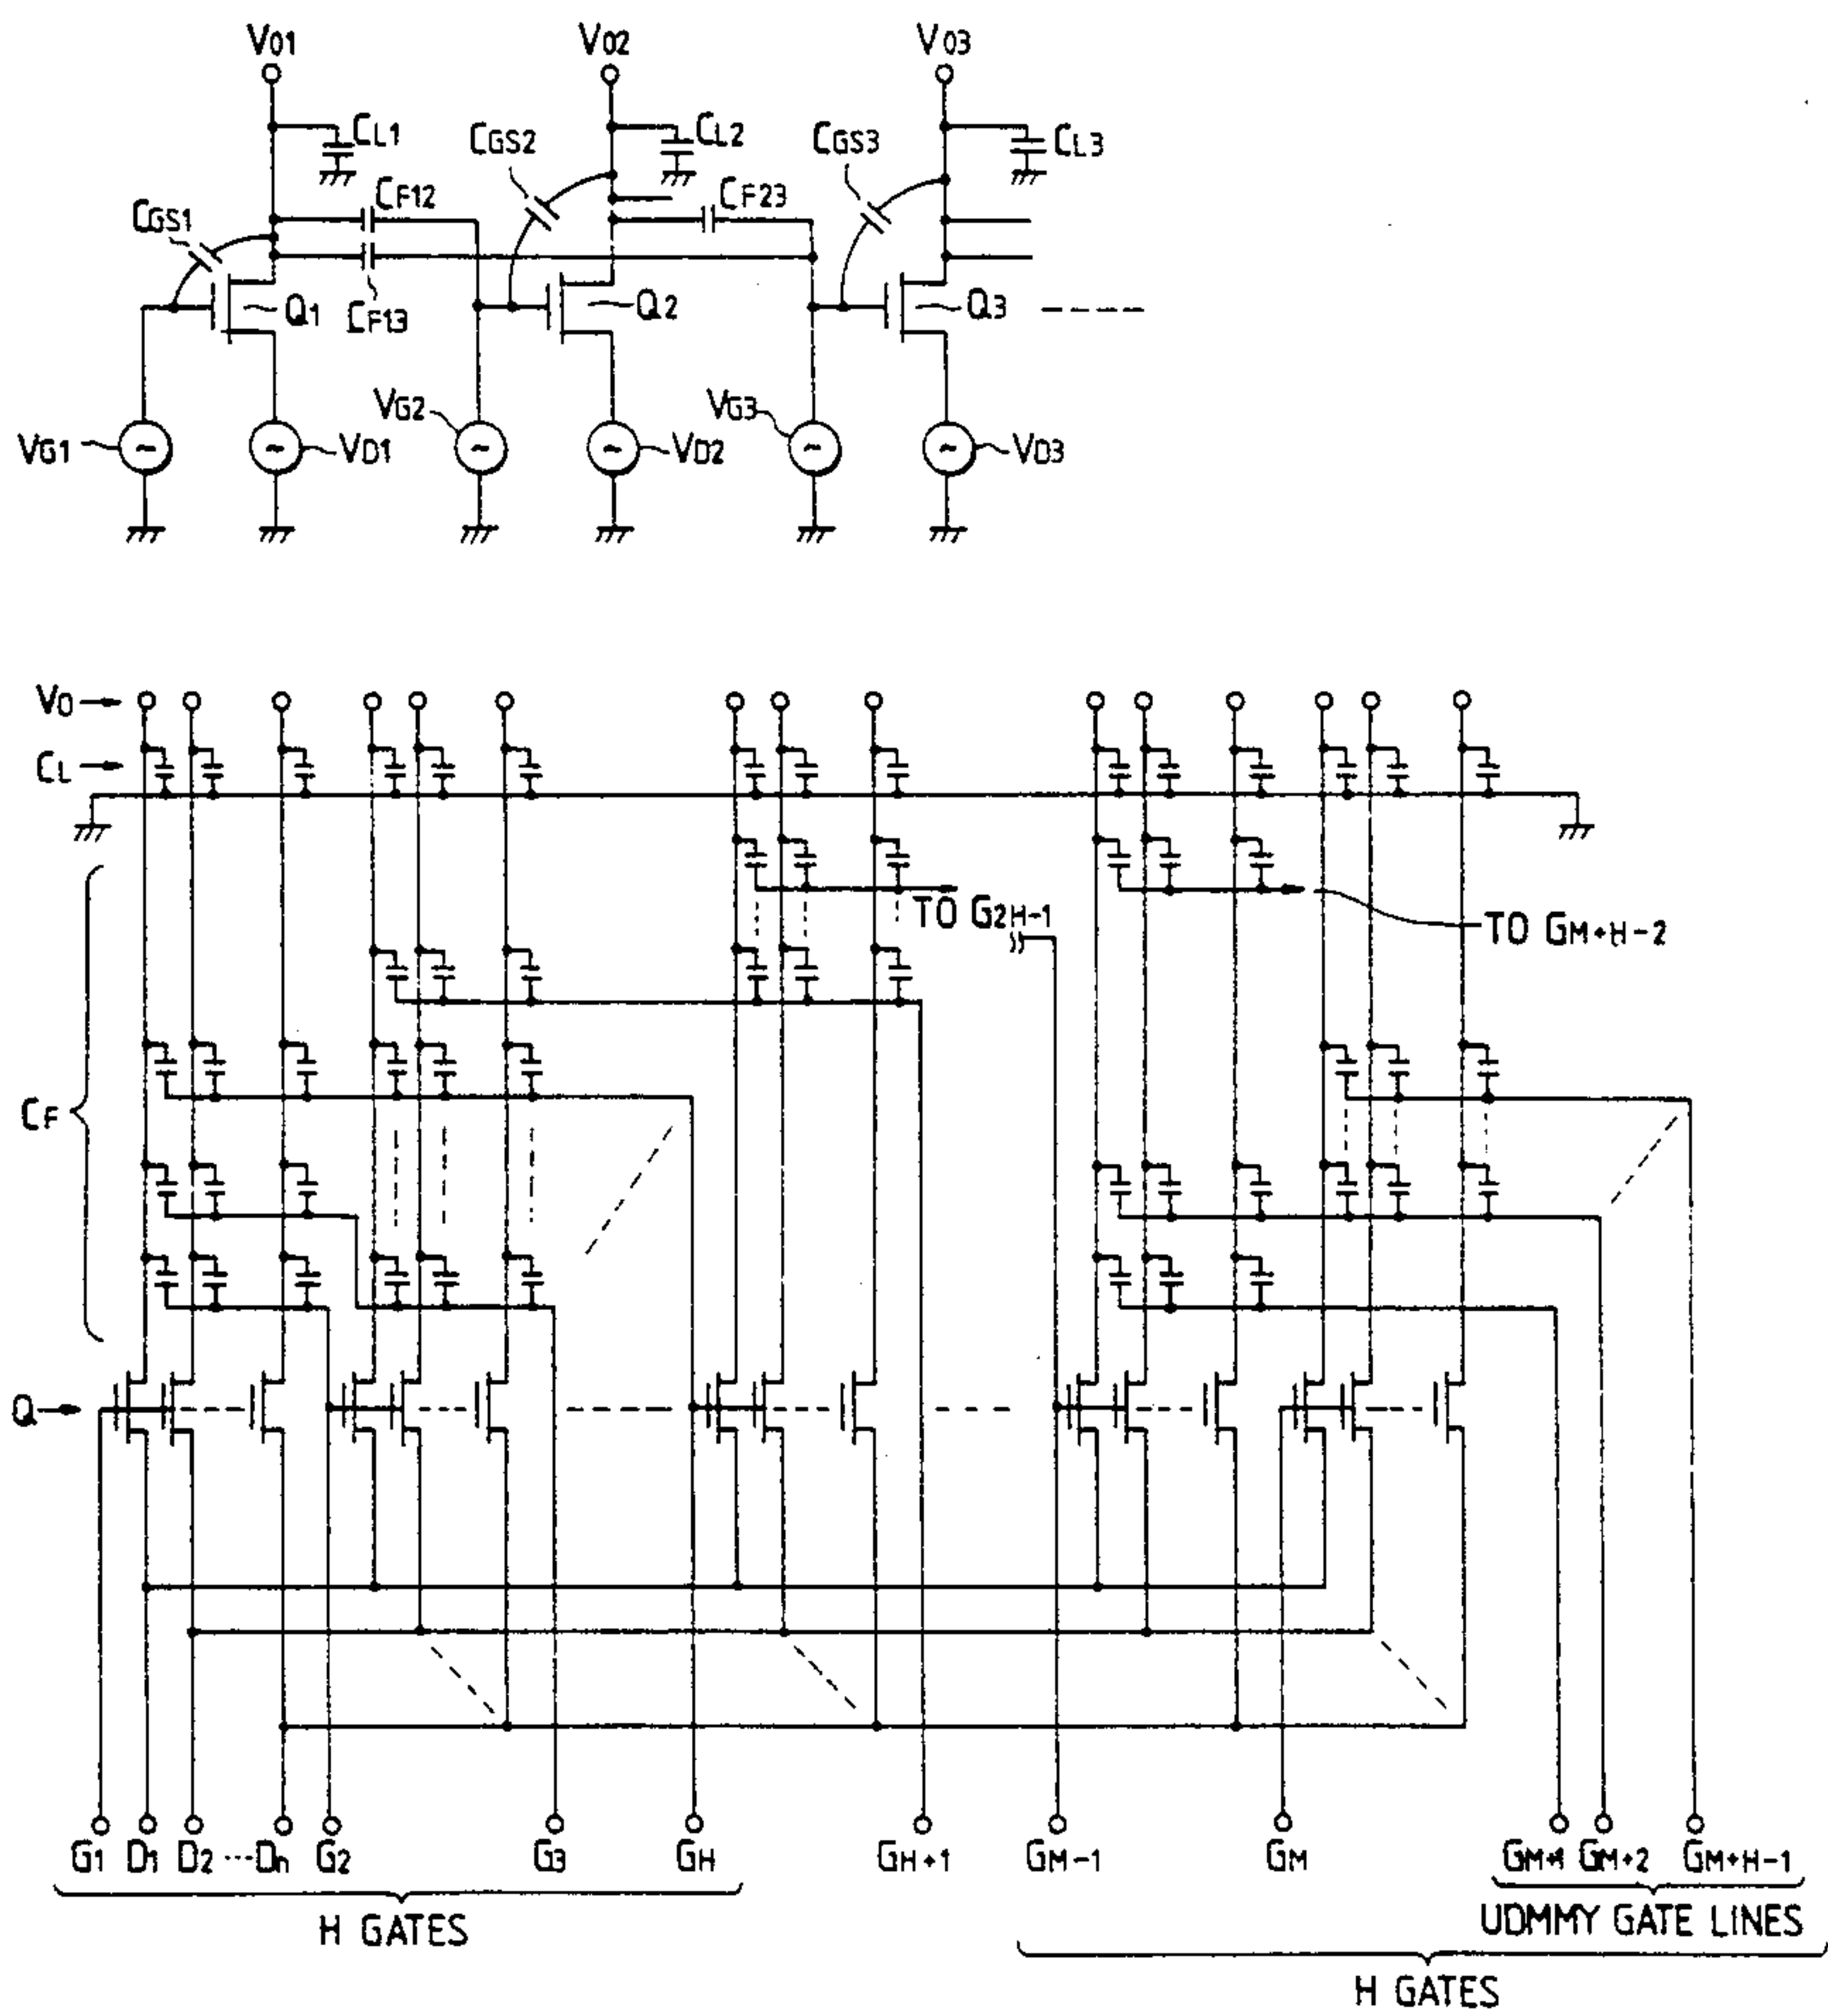 V01 V02 V03
CL1 CGS2 CL2 CGS3 CL3
CGS1 CF12 CF23
Q1 CF13 Q2 Q3
VG1 VD1 VG2 VD2 VG3 VD3
V0
CL
TO G2H-1 TO GM+H-2
CF
Q
G1 D1 D2 ···Dn G2 G3 GH GH+1 GM-1 GM GM+1 GM+2 GM+H-1
H GATES
UDMMY GATE LINES
H GATES